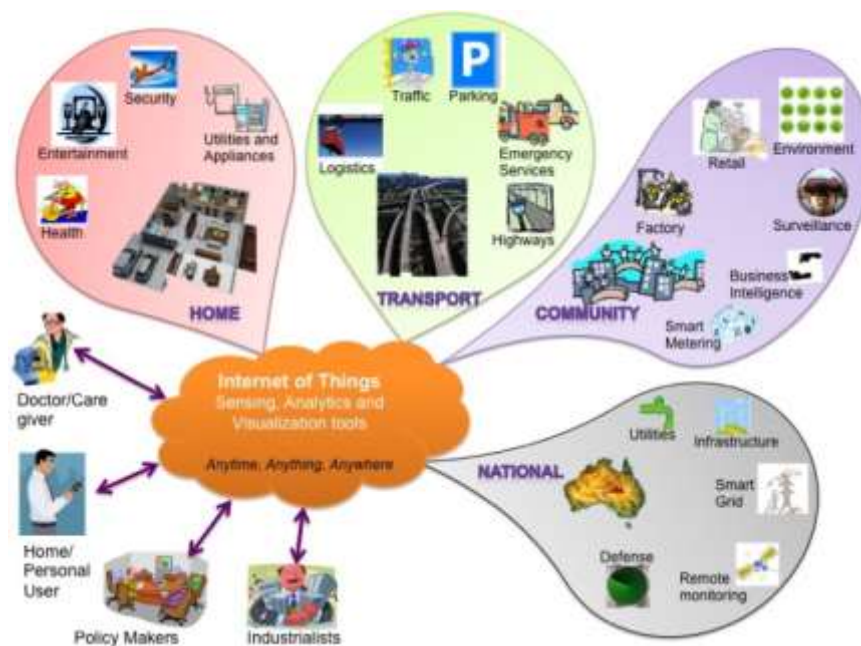 Security
Entertainment
Utilities and
Appliances
Health
HOME
P
Traffic
Parking
Logistics
Emergency
Services
Highways
TRANSPORT
Retail
Environment
Factory
Surveillance
Business
Intelligence
COMMUNITY
Smart
Metering
Internet of Things
Sensing, Analytics and
Visualization tools
Anytime, Anything, Anywhere
Doctor/Care
giver
Home/
Personal
User
Policy Makers
Industrialists
NATIONAL
Utilities
Infrastructure
Smart
Grid
Defense
Remote
monitoring